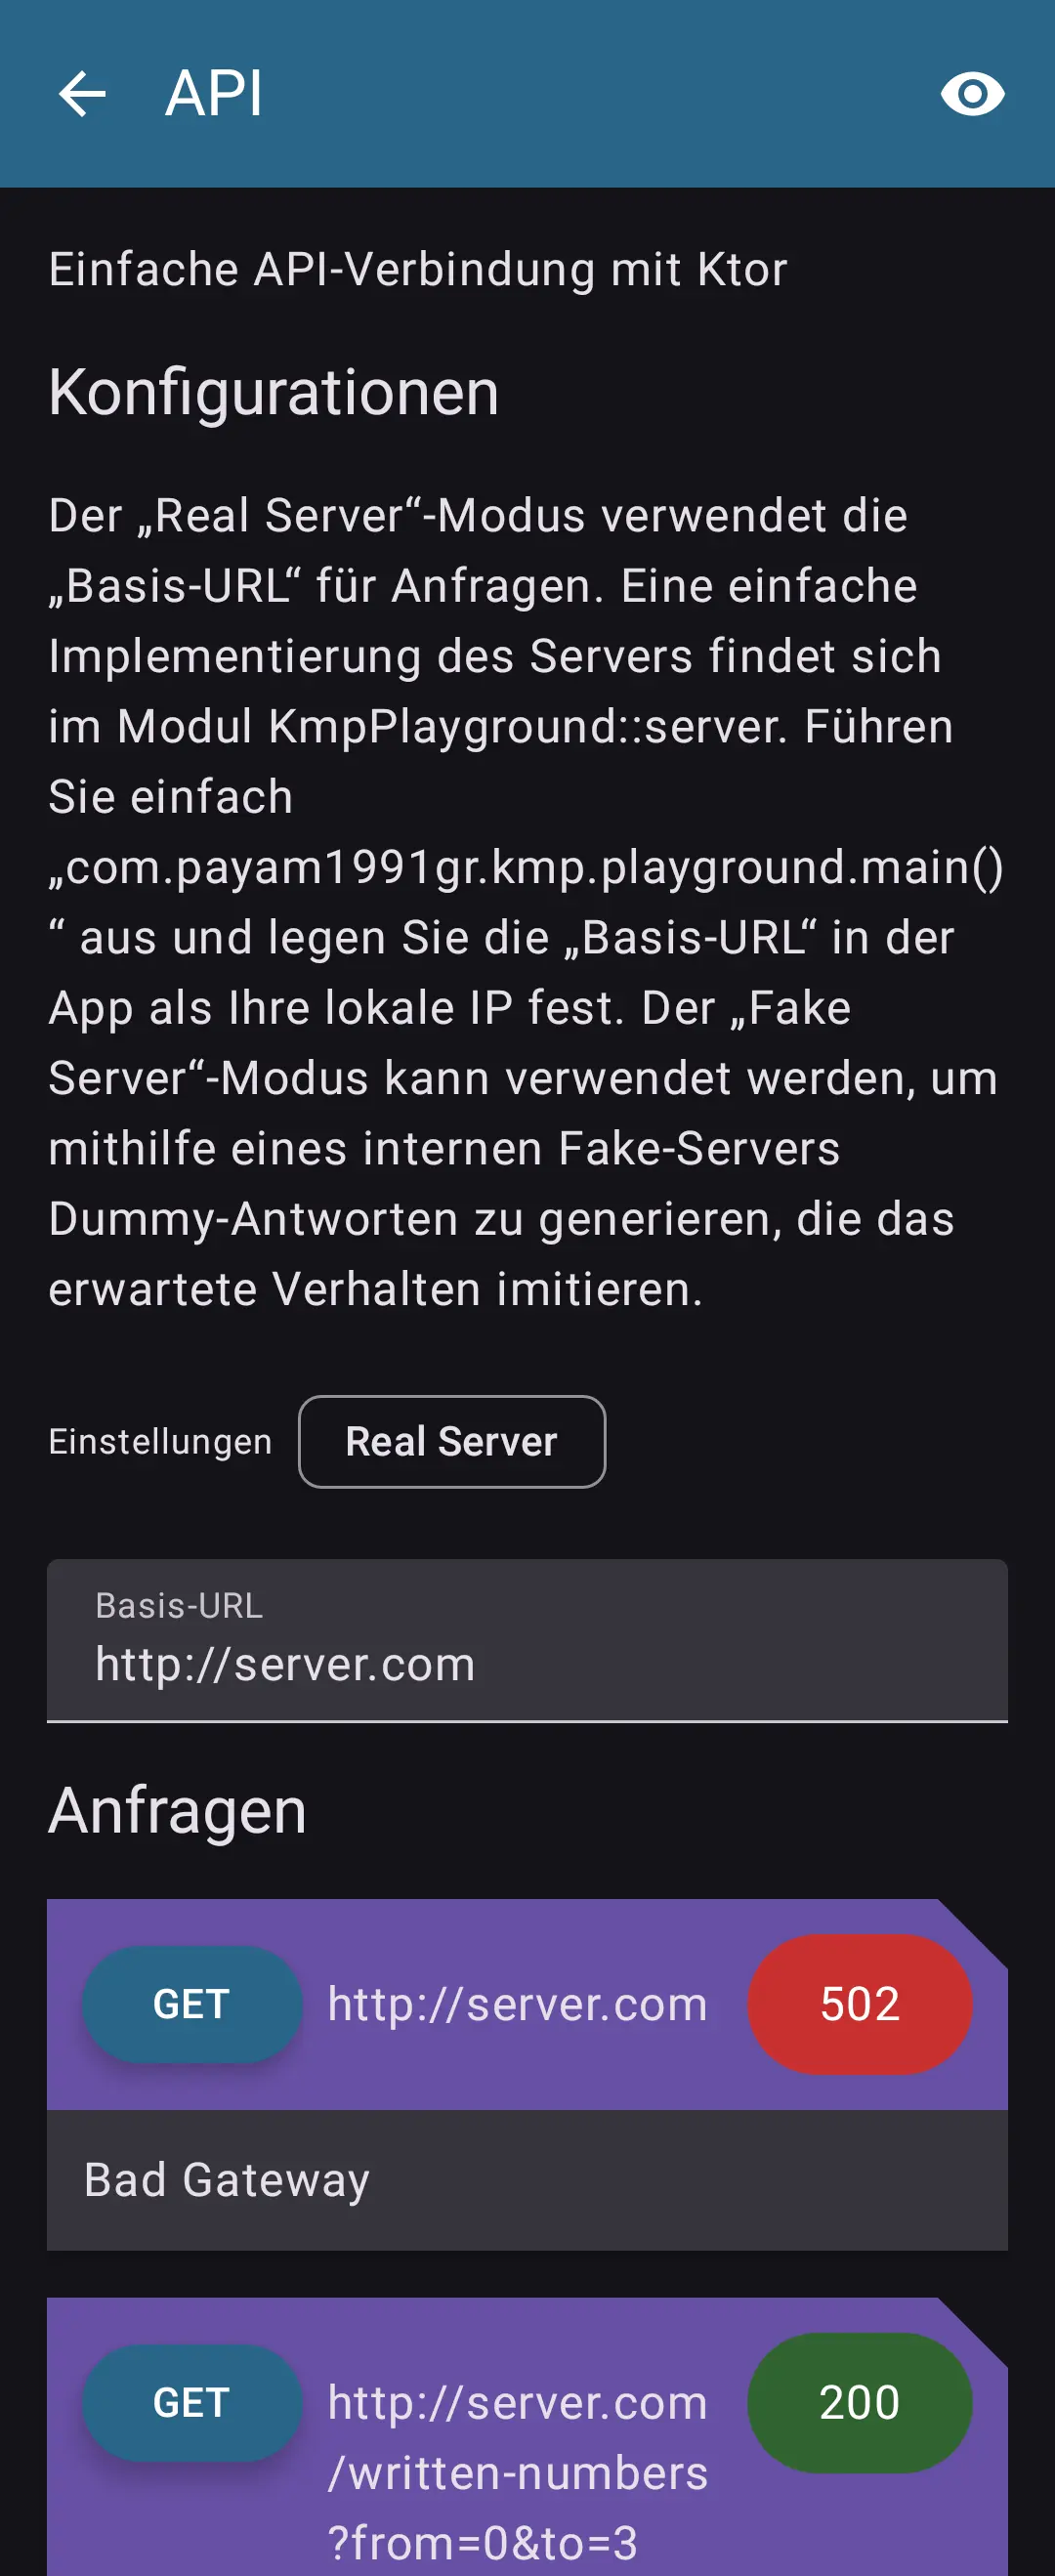 API
Einfache API-Verbindung mit Ktor
Konfigurationen
Der „Real Server“-Modus verwendet die
„Basis-URL“ für Anfragen. Eine einfache
Implementierung des Servers findet sich
im Modul KmpPlayground::server. Führen
Sie einfach
„com.payam1991gr.kmp.playground.main()
“ aus und legen Sie die „Basis-URL“ in der
App als Ihre lokale IP fest. Der „Fake
Server“-Modus kann verwendet werden, um
mithilfe eines internen Fake-Servers
Dummy-Antworten zu generieren, die das
erwartete Verhalten imitieren.
Einstellungen Real Server
Basis-URL
http://server.com
Anfragen
GET http://server.com 502
Bad Gateway
GET http://server.com 200
/written-numbers
?from=0&to=3